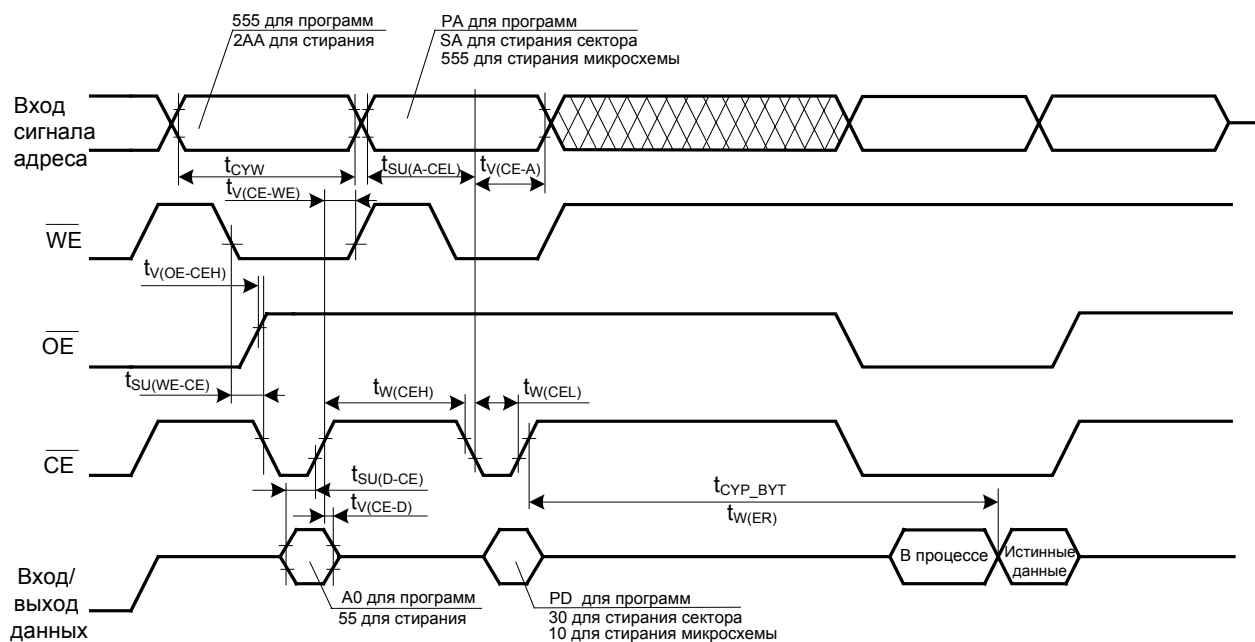 555 для программ
2AA для стирания
PA для программ
SA для стирания сектора
555 для стирания микросхемы
Вход
сигнала
адреса
tCYW
tSU(A-CEL)
tV(CE-A)
tV(CE-WE)
WE
tV(OE-CEH)
OE
tSU(WE-CE)
tW(CEH)
tW(CEL)
CE
tSU(D-CE)
tV(CE-D)
tCYP_BYT
tW(ER)
В процессе
Истинные
данные
Вход/
выход
данных
A0 для программ
55 для стирания
PD для программ
30 для стирания сектора
10 для стирания микросхемы